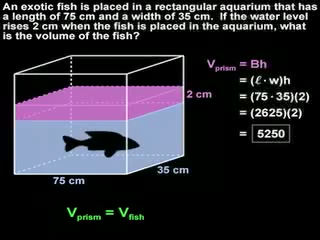 An exotic fish is placed in a rectangular aquarium that has
a length of 75 cm and a width of 35 cm.  If the water level
rises 2 cm when the fish is placed in the aquarium, what
is the volume of the fish?
Vprism = Bh
= (ℓ · w)h
2 cm
= (75 · 35)(2)
= (2625)(2)
= 5250
35 cm
75 cm
Vprism = Vfish